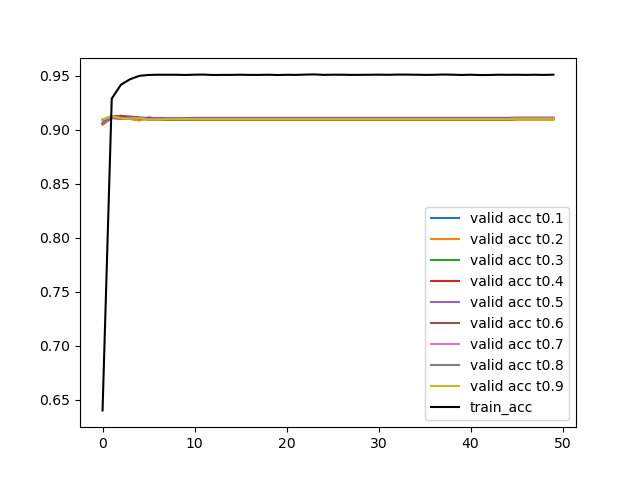 0.95
0.90
0.85
0.80
0.75
0.70
0.65
0
10
20
30
40
50
valid acc t0.1
valid acc t0.2
valid acc t0.3
valid acc t0.4
valid acc t0.5
valid acc t0.6
valid acc t0.7
valid acc t0.8
valid acc t0.9
train_acc